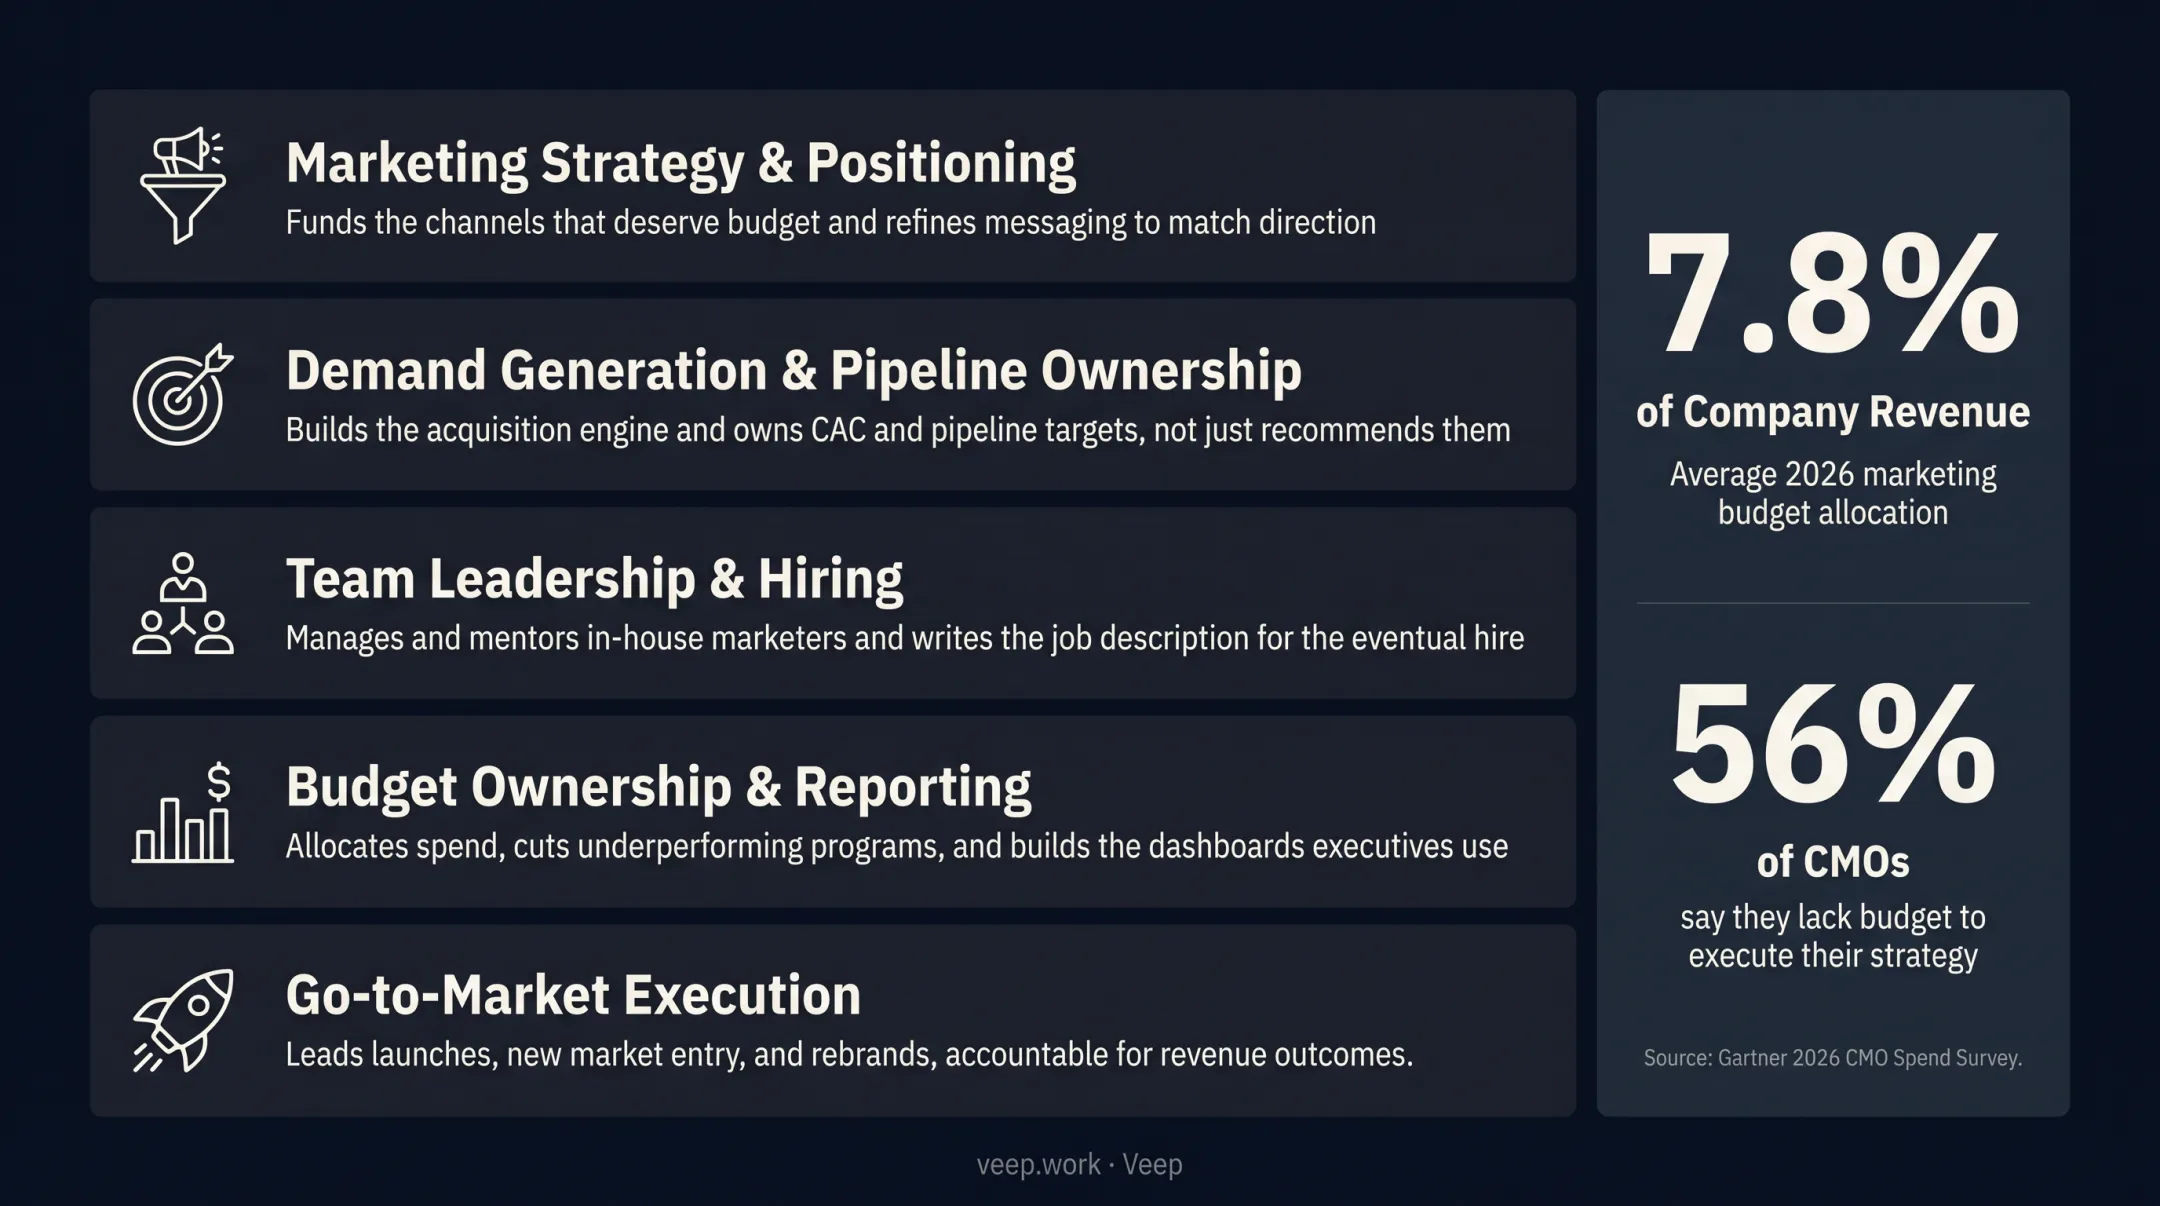 Marketing Strategy & Positioning
Funds the channels that deserve budget and refines messaging to match direction
Demand Generation & Pipeline Ownership
Builds the acquisition engine and owns CAC and pipeline targets, not just recommends them
Team Leadership & Hiring
Manages and mentors in-house marketers and writes the job description for the eventual hire
$
Budget Ownership & Reporting
Allocates spend, cuts underperforming programs, and builds the dashboards executives use
Go-to-Market Execution
Leads launches, new market entry, and rebrands, accountable for revenue outcomes.
7.8%
of Company Revenue
Average 2026 marketing
budget allocation
56%
of CMOs
say they lack budget to
execute their strategy
Source: Gartner 2026 CMO Spend Survey.
veep.work · Veep